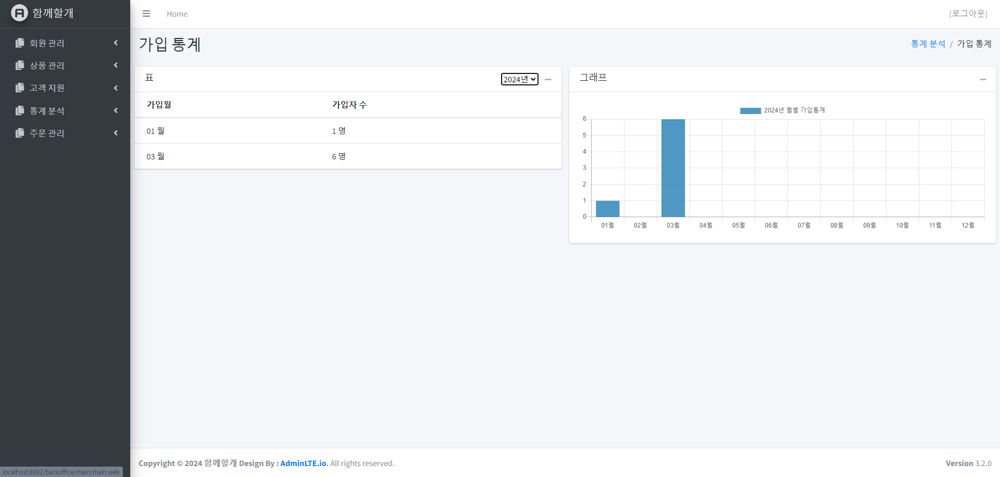 함께할개
Home
[로그아웃]
회원 관리
상품 관리
고객 지원
통계 분석
주문 관리
가입 통계
통계 분석 / 가입 통계
표
2024년
가입월 가입자 수
01 월 1 명
03 월 6 명
그래프
2024년 월별 가입통계
6
5
4
3
2
1
0
01월 02월 03월 04월 05월 06월 07월 08월 09월 10월 11월 12월
Copyright © 2024 함께할개 Design By : AdminLTE.io. All rights reserved.
Version 3.2.0
localhost:8082/backoffice/main/main.web